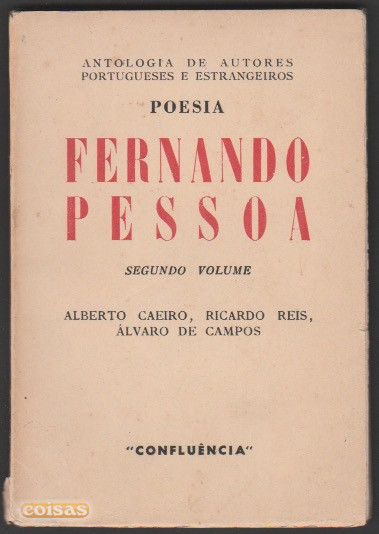 ANTOLOGIA DE AUTORES
PORTUGUESES E ESTRANGEIROS
POESIA
FERNANDO
PESSOA
SEGUNDO VOLUME
ALBERTO CAEIRO, RICARDO REIS,
ÁLVARO DE CAMPOS
"CONFLUÊNCIA"
coisas